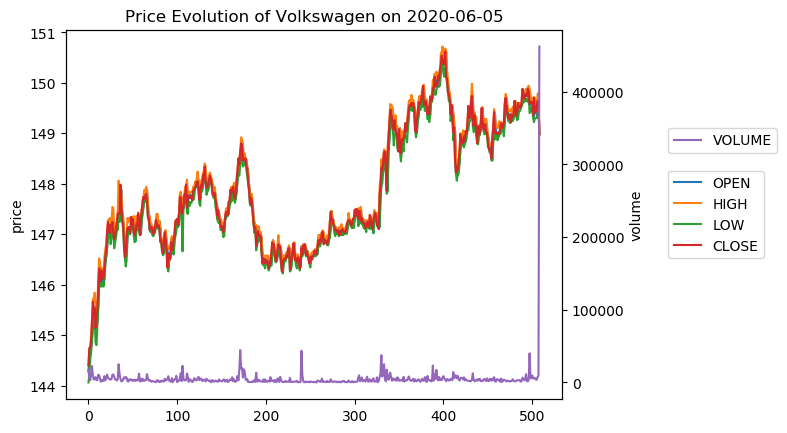 Price Evolution of Volkswagen on 2020-06-05
151
150
149
148
147
146
145
144
price
0
100
200
300
400
500
400000
300000
200000
100000
0
volume
VOLUME
OPEN
HIGH
LOW
CLOSE